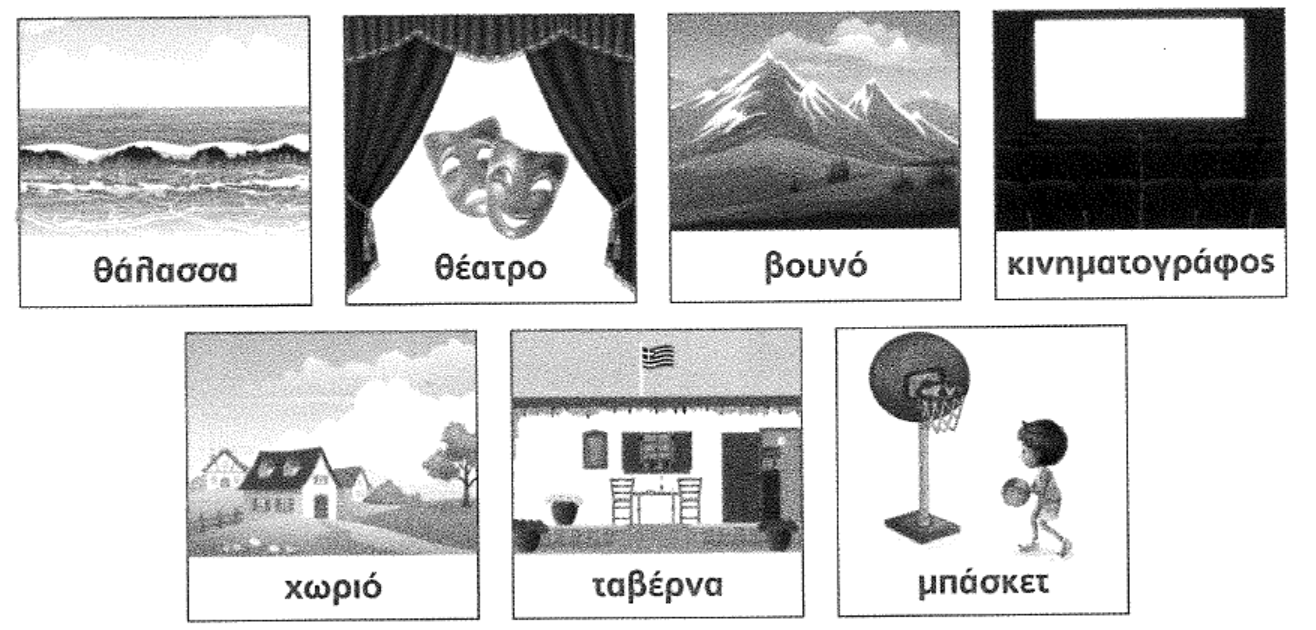 θάλασσα
θέατρο
βουνό
κινηματογράφος
χωριό
ταβέρνα
μπάσκετ